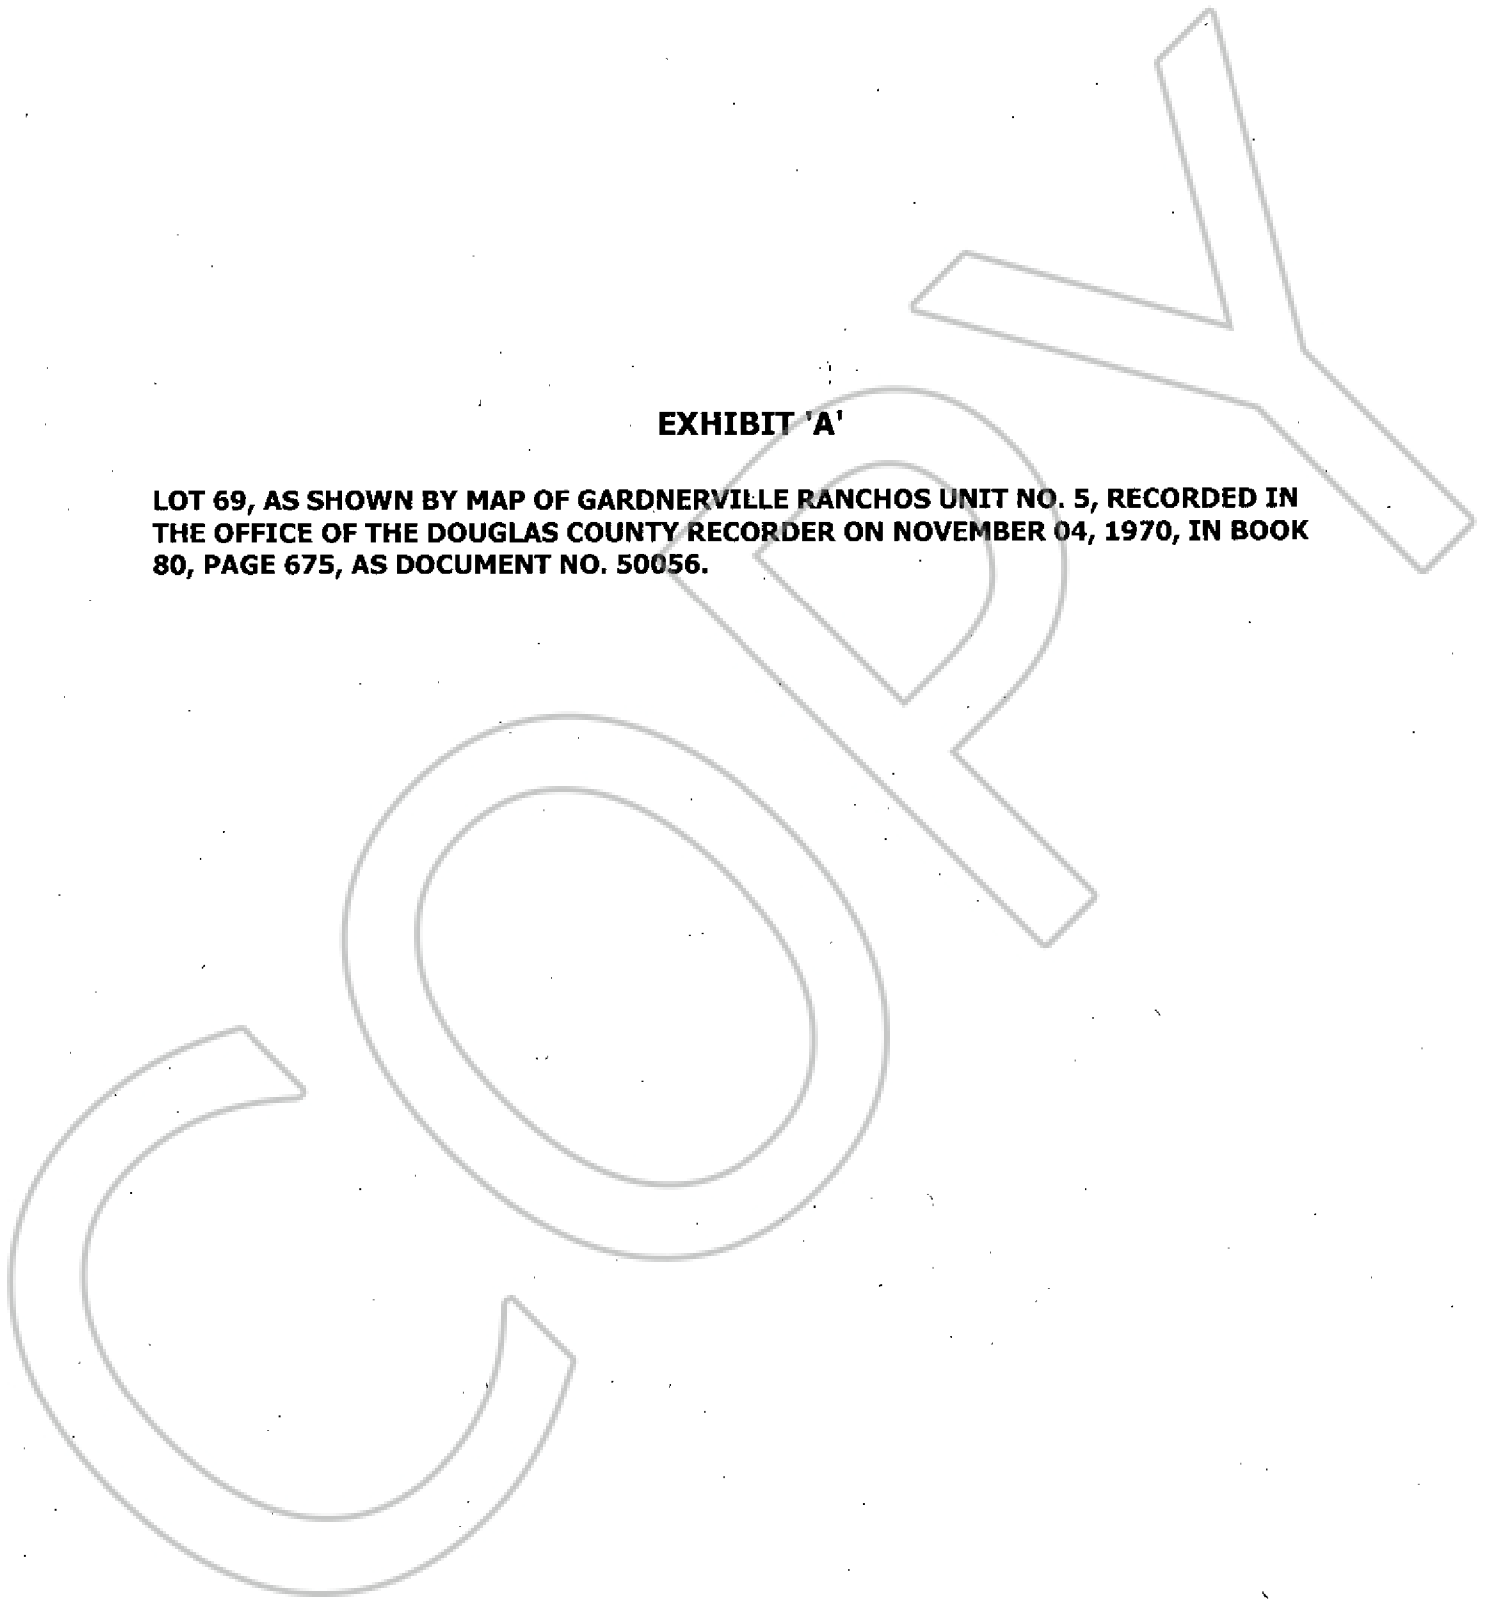 EXHIBIT 'A'
LOT 69, AS SHOWN BY MAP OF GARDNERVILLE RANCHOS UNIT NO. 5, RECORDED IN
THE OFFICE OF THE DOUGLAS COUNTY RECORDER ON NOVEMBER 04, 1970, IN BOOK
80, PAGE 675, AS DOCUMENT NO. 50056.
COPY